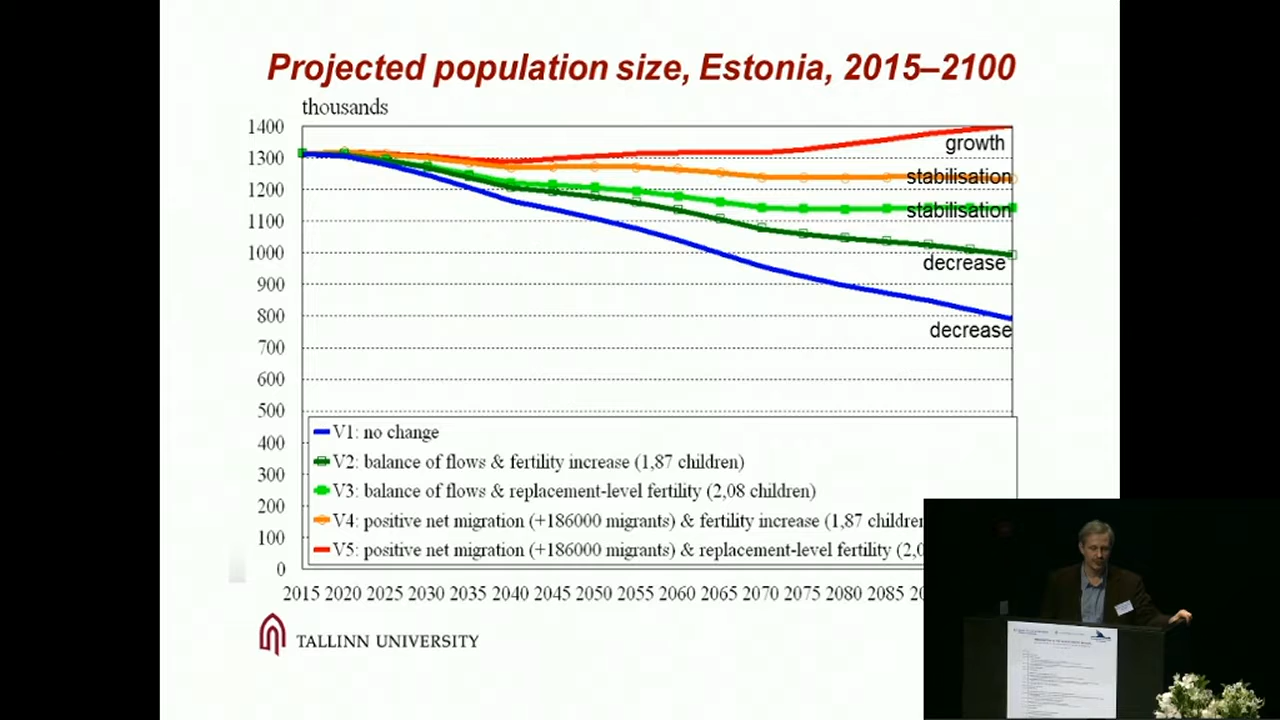 Projected population size, Estonia, 2015–2100
thousands
1400
1300
1200
1100
1000
900
800
700
600
500
400
300
200
100
0
growth
stabilisation
stabilisation
decrease
decrease
V1: no change
V2: balance of flows & fertility increase (1,87 children)
V3: balance of flows & replacement-level fertility (2,08 children)
V4: positive net migration (+186000 migrants) & fertility increase (1,87
V5: positive net migration (+186000 migrants) & replacement-level fertility
2015 2020 2025 2030 2035 2040 2045 2050 2055 2060 2065 2070 2075 2080 2085
TALLINN UNIVERSITY